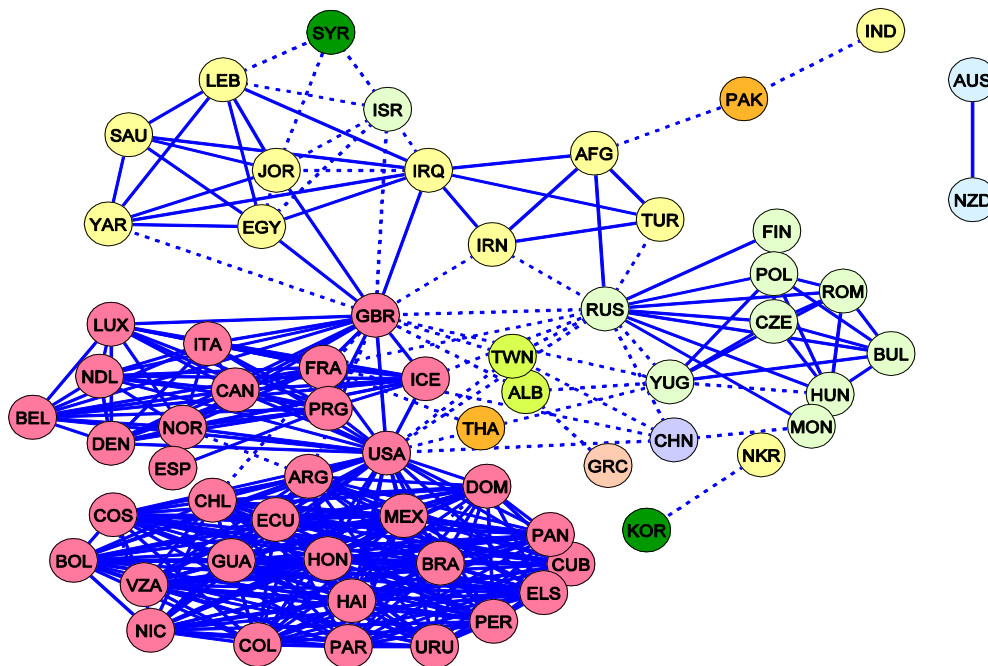 SYR
IND
LEB
AUS
PAK
ISR
SAU
AFG
JOR
IRQ
NZD
TUR
YAR
EGY
FIN
IRN
POL
ROM
RUS
GBR
LUX
CZE
ITA
BUL
TWN
FRA
NDL
ICE
YUG
CAN
ALB
HUN
PRG
BEL
NOR
THA
MON
DEN
CHN
USA
NKR
ESP
GRC
ARG
DOM
CHL
COS
MEX
ECU
KOR
PAN
BOL
GUA
HON
BRA
CUB
VZA
ELS
HAI
PER
NIC
COL
PAR
URU